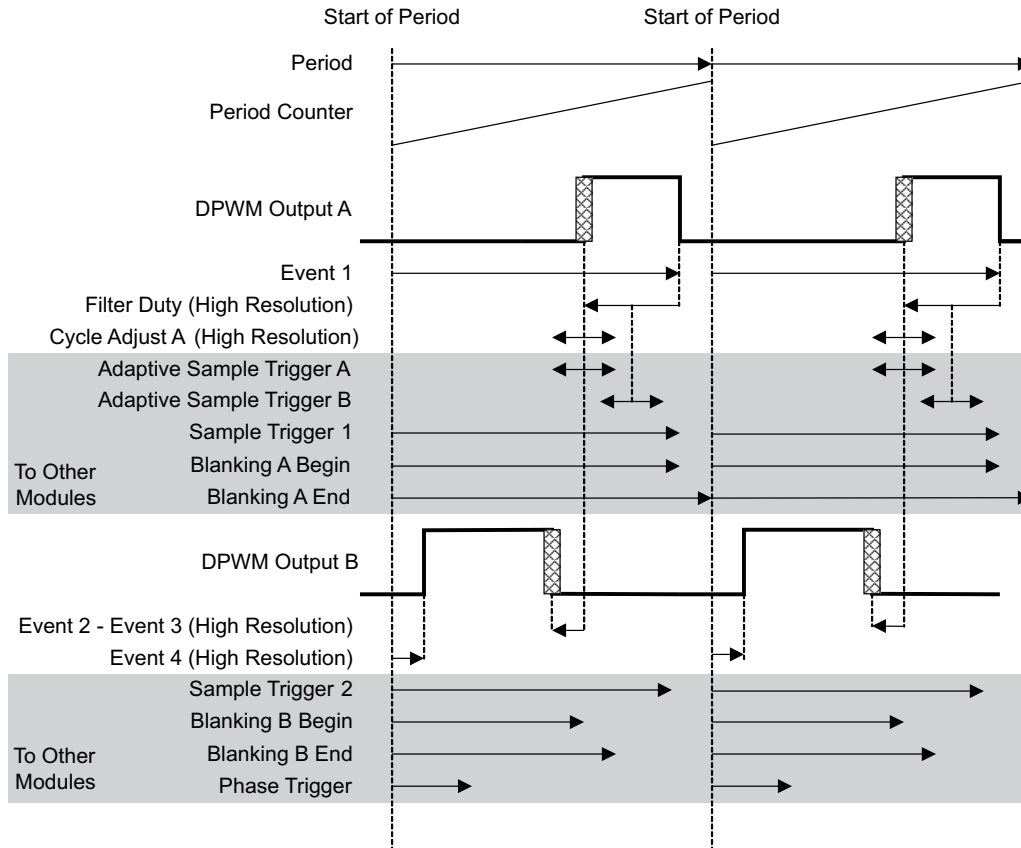 Start of Period
Start of Period
Period
Period Counter
DPWM Output A
Event 1
Filter Duty (High Resolution)
Cycle Adjust A (High Resolution)
Adaptive Sample Trigger A
Adaptive Sample Trigger B
Sample Trigger 1
Blanking A Begin
Blanking A End
To Other
Modules
DPWM Output B
Event 2 - Event 3 (High Resolution)
Event 4 (High Resolution)
Sample Trigger 2
Blanking B Begin
Blanking B End
Phase Trigger
To Other
Modules